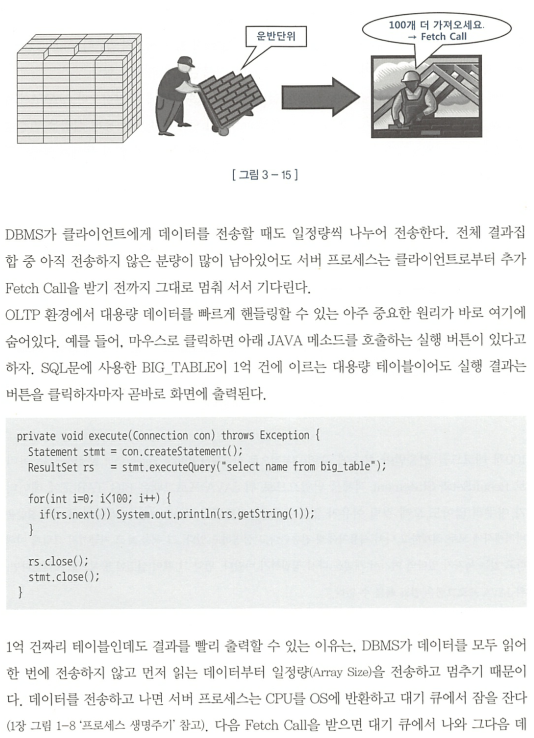 운반단위
100개 더 가져오세요.
→ Fetch Call
[ 그림 3 – 15 ]
DBMS가 클라이언트에게 데이터를 전송할 때도 일정량씩 나누어 전송한다. 전체 결과집
합 중 아직 전송하지 않은 분량이 많이 남아있어도 서버 프로세스는 클라이언트로부터 추가
Fetch Call을 받기 전까지 그대로 멈춰 서서 기다린다.
OLTP 환경에서 대용량 데이터를 빠르게 핸들링할 수 있는 아주 중요한 원리가 바로 여기에
숨어있다. 예를 들어, 마우스로 클릭하면 아래 JAVA 메소드를 호출하는 실행 버튼이 있다고
하자. SQL문에 사용한 BIG_TABLE이 1억 건에 이르는 대용량 테이블이어도 실행 결과는
버튼을 클릭하자마자 곧바로 화면에 출력된다.
private void execute(Connection con) throws Exception {
  Statement stmt = con.createStatement();
  ResultSet rs   = stmt.executeQuery("select name from big_table");

  for(int i=0; i<100; i++) {
    if(rs.next()) System.out.println(rs.getString(1));
  }

  rs.close();
  stmt.close();
}
1억 건짜리 테이블인데도 결과를 빨리 출력할 수 있는 이유는, DBMS가 데이터를 모두 읽어
한 번에 전송하지 않고 먼저 읽는 데이터부터 일정량(Array Size)을 전송하고 멈추기 때문이
다. 데이터를 전송하고 나면 서버 프로세스는 CPU를 OS에 반환하고 대기 큐에서 잠을 잔다
(1장 그림 1-8 '프로세스 생명주기' 참고). 다음 Fetch Call을 받으면 대기 큐에서 나와 그다음 데